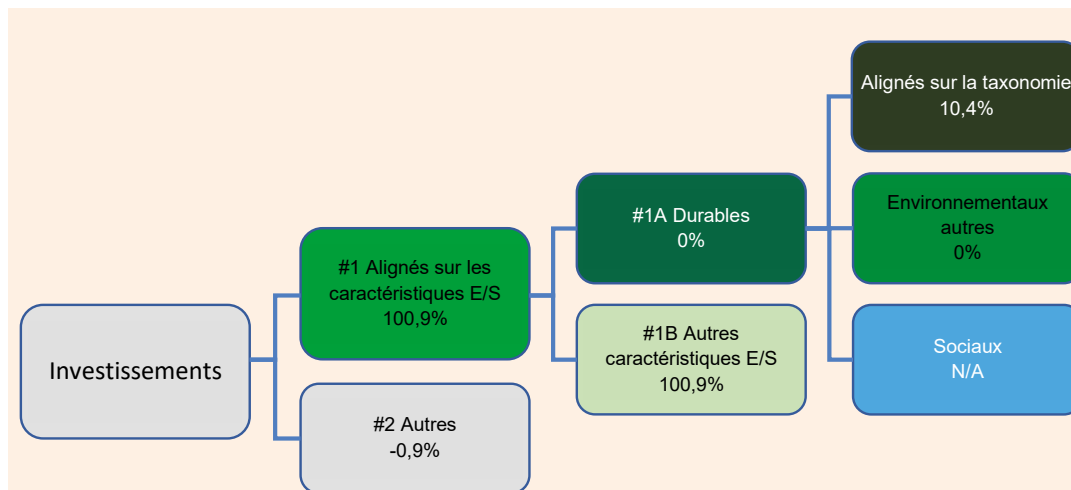 Investissements
#1 Alignés sur les
caractéristiques E/S
100,9%
#2 Autres
-0,9%
#1A Durables
0%
#1B Autres
caractéristiques E/S
100,9%
Alignés sur la taxonomie
10,4%
Environnementaux
autres
0%
Sociaux
N/A